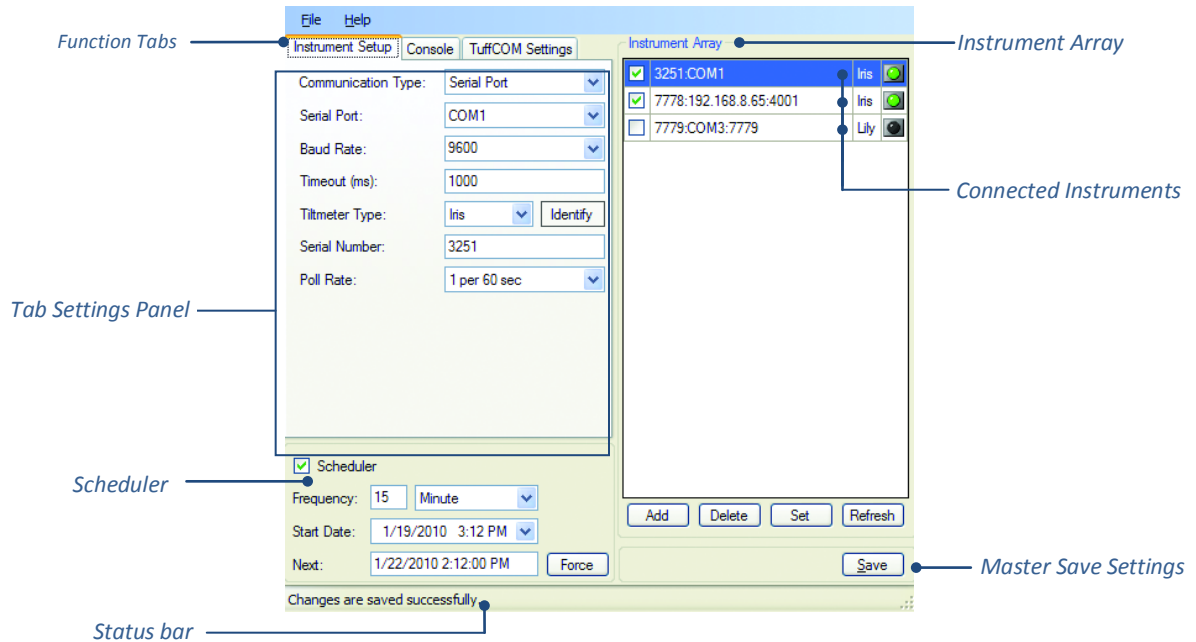 File Help
Function Tabs
Instrument Setup Console TuffCOM Settings
Instrument Array
Instrument Array
Communication Type: Serial Port
3251:COM1 Iris
Serial Port: COM1
7778:192.168.8.65:4001 Iris
Baud Rate: 9600
7779:COM3:7779 Lily
Timeout (ms): 1000
Connected Instruments
Tiltmeter Type: Iris Identify
Serial Number: 3251
Poll Rate: 1 per 60 sec
Tab Settings Panel
Scheduler
Scheduler
Frequency: 15 Minute
Add Delete Set Refresh
Start Date: 1/19/2010 3:12 PM
Next: 1/22/2010 2:12:00 PM Force
Save
Master Save Settings
Changes are saved successfully.
Status bar